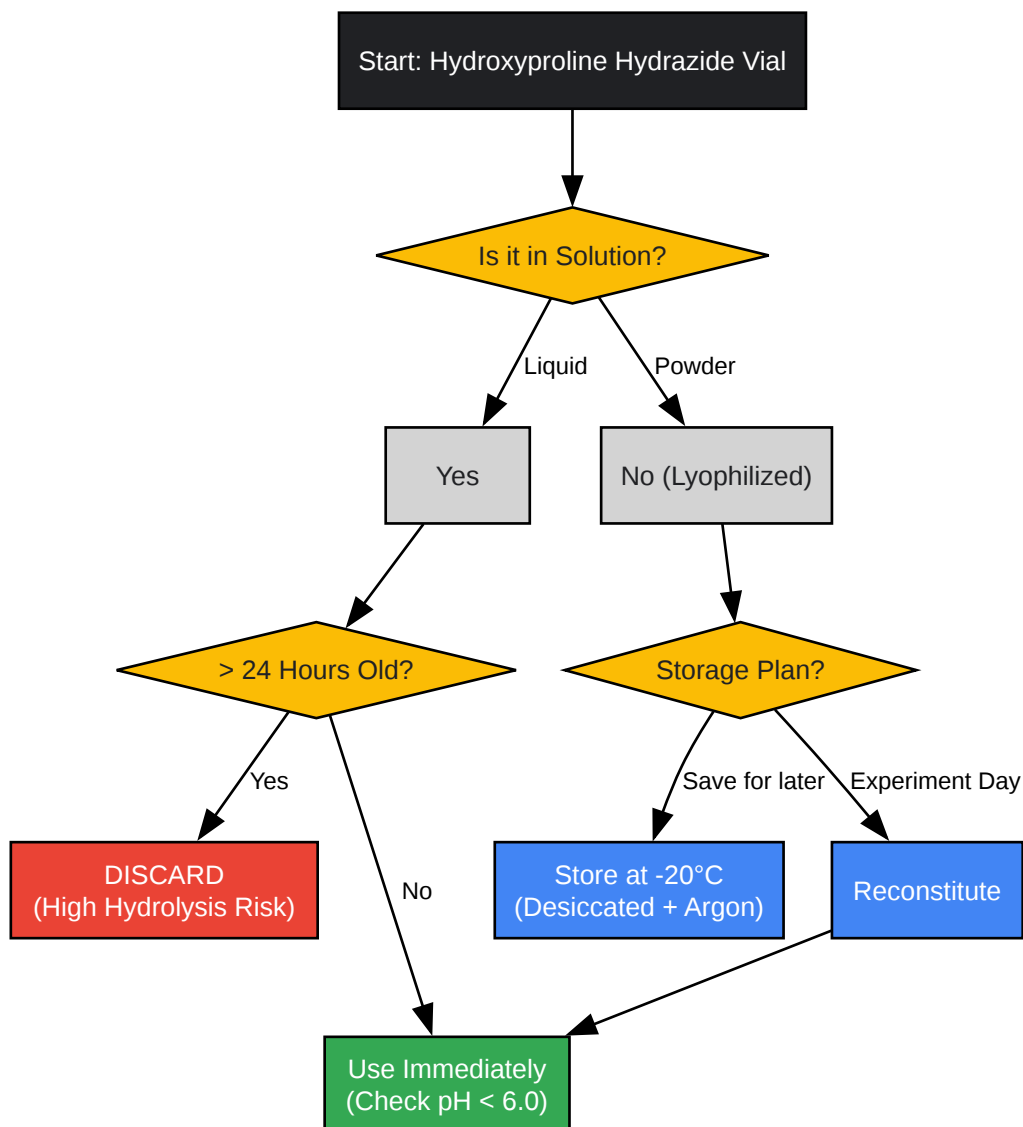 Start: Hydroxyproline Hydrazide Vial
Is it in Solution?
Liquid
Powder
Yes
No (Lyophilized)
> 24 Hours Old?
Storage Plan?
Yes
No
Save for later
Experiment Day
DISCARD
(High Hydrolysis Risk)
Store at -20°C
(Desiccated + Argon)
Reconstitute
Use Immediately
(Check pH < 6.0)